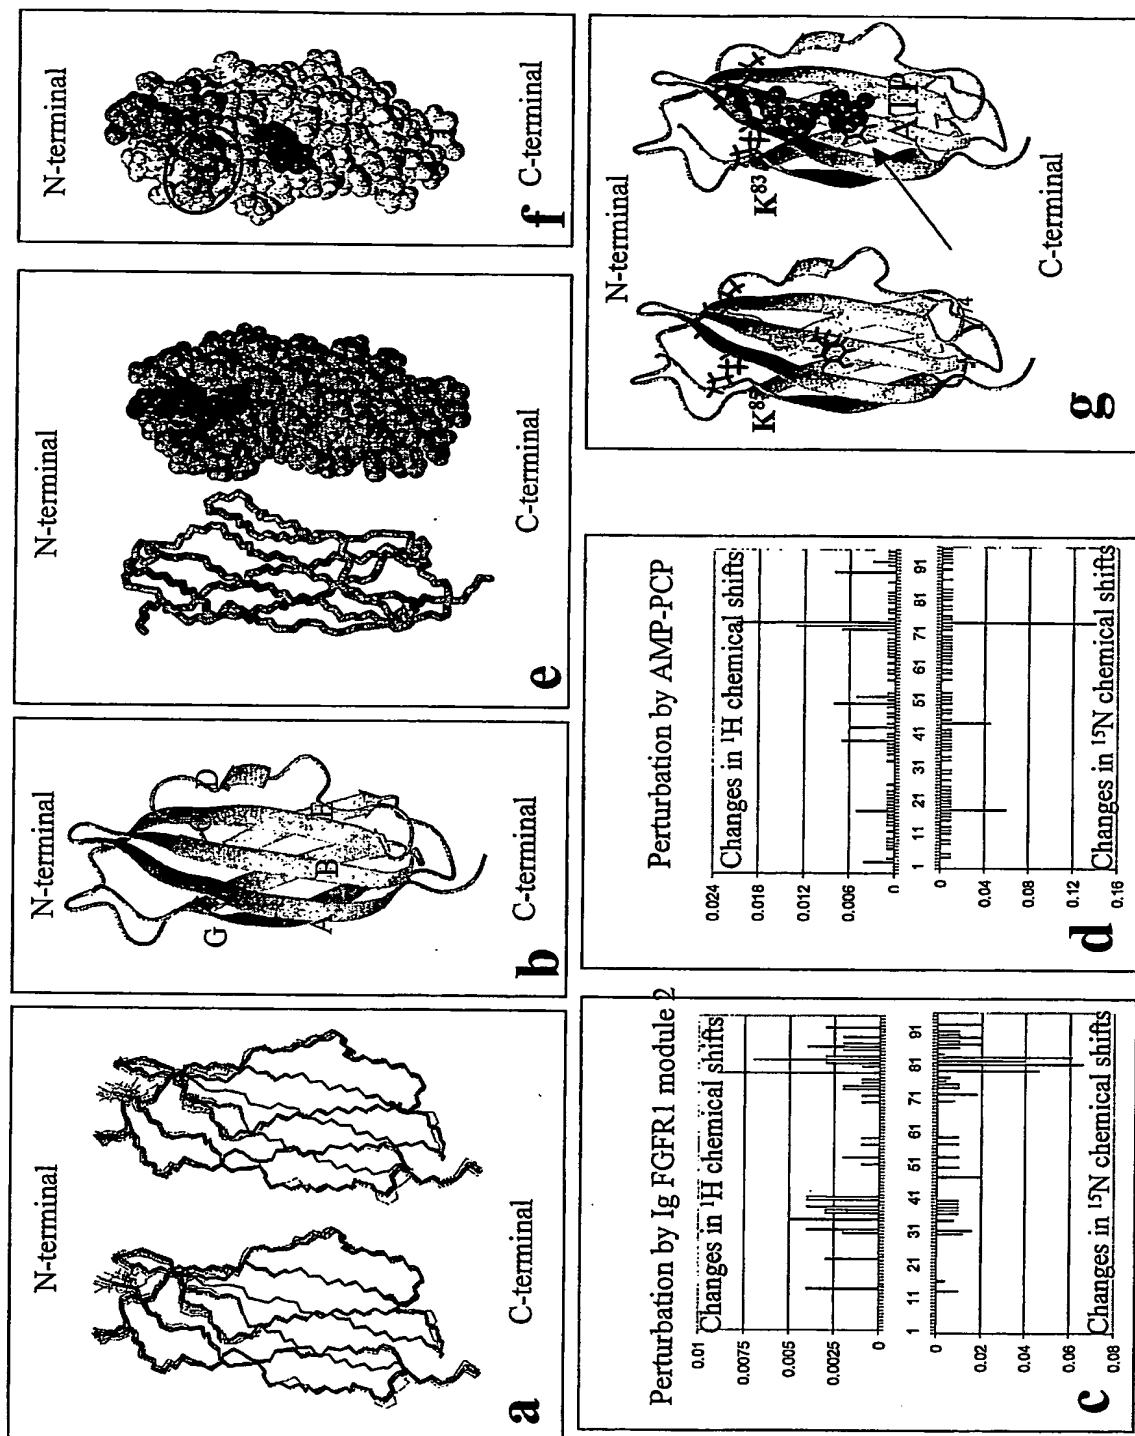 N-terminal
C-terminal
a
N-terminal
G
A
B
E
D
C-terminal
b
N-terminal
C-terminal
e
N-terminal
C-terminal
f
Perturbation by Ig FGFR1 module 2
Changes in ¹H chemical shifts
0.01
0.0075
0.005
0.0025
0
1 11 21 31 41 51 61 71 81 91
0
0.02
0.04
0.06
0.08
Changes in ¹⁵N chemical shifts
c
Perturbation by AMP-PCP
Changes in ¹H chemical shifts
0.024
0.018
0.012
0.006
0
1 11 21 31 41 51 61 71 81 91
0
0.04
0.08
0.12
0.16
Changes in ¹⁵N chemical shifts
d
N-terminal
K⁸³
ATP
C-terminal
g